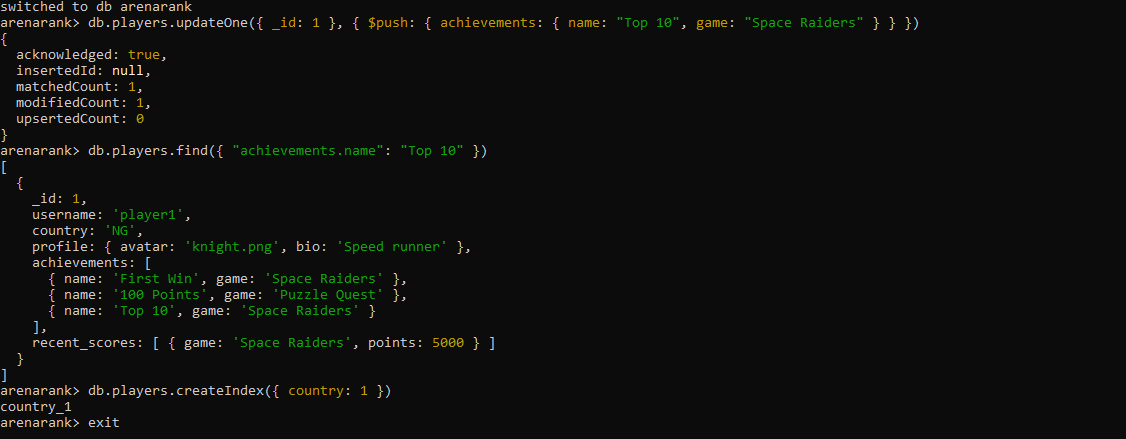 switched to db arenarank
arenarank> db.players.updateOne({ _id: 1 }, { $push: { achievements: { name: "Top 10", game: "Space Raiders" } } })
{
  acknowledged: true,
  insertedId: null,
  matchedCount: 1,
  modifiedCount: 1,
  upsertedCount: 0
}
arenarank> db.players.find({ "achievements.name": "Top 10" })
[
  {
    _id: 1,
    username: 'player1',
    country: 'NG',
    profile: { avatar: 'knight.png', bio: 'Speed runner' },
    achievements: [
      { name: 'First Win', game: 'Space Raiders' },
      { name: '100 Points', game: 'Puzzle Quest' },
      { name: 'Top 10', game: 'Space Raiders' }
    ],
    recent_scores: [ { game: 'Space Raiders', points: 5000 } ]
  }
]
arenarank> db.players.createIndex({ country: 1 })
country_1
arenarank> exit